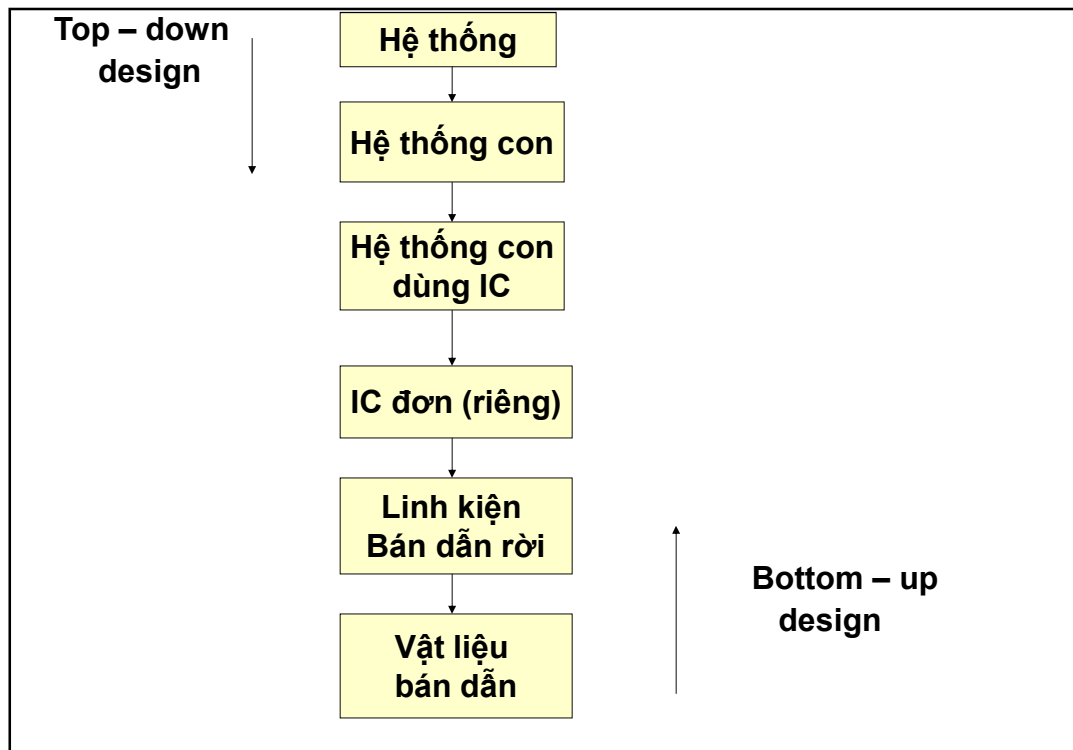 Top – down
design
Hệ thống
Hệ thống con
Hệ thống con
dùng IC
IC đơn (riêng)
Linh kiện
Bán dẫn rời
Vật liệu
bán dẫn
Bottom – up
design